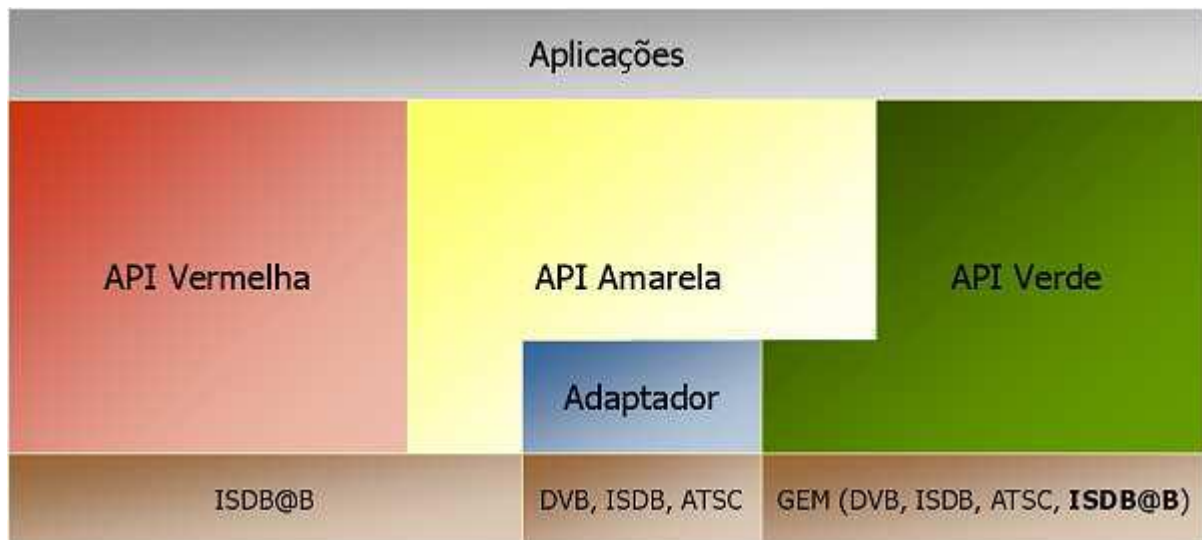 Aplicações
API Vermelha
API Amarela
API Verde
Adaptador
ISDB@B
DVB, ISDB, ATSC
GEM (DVB, ISDB, ATSC, ISDB@B)